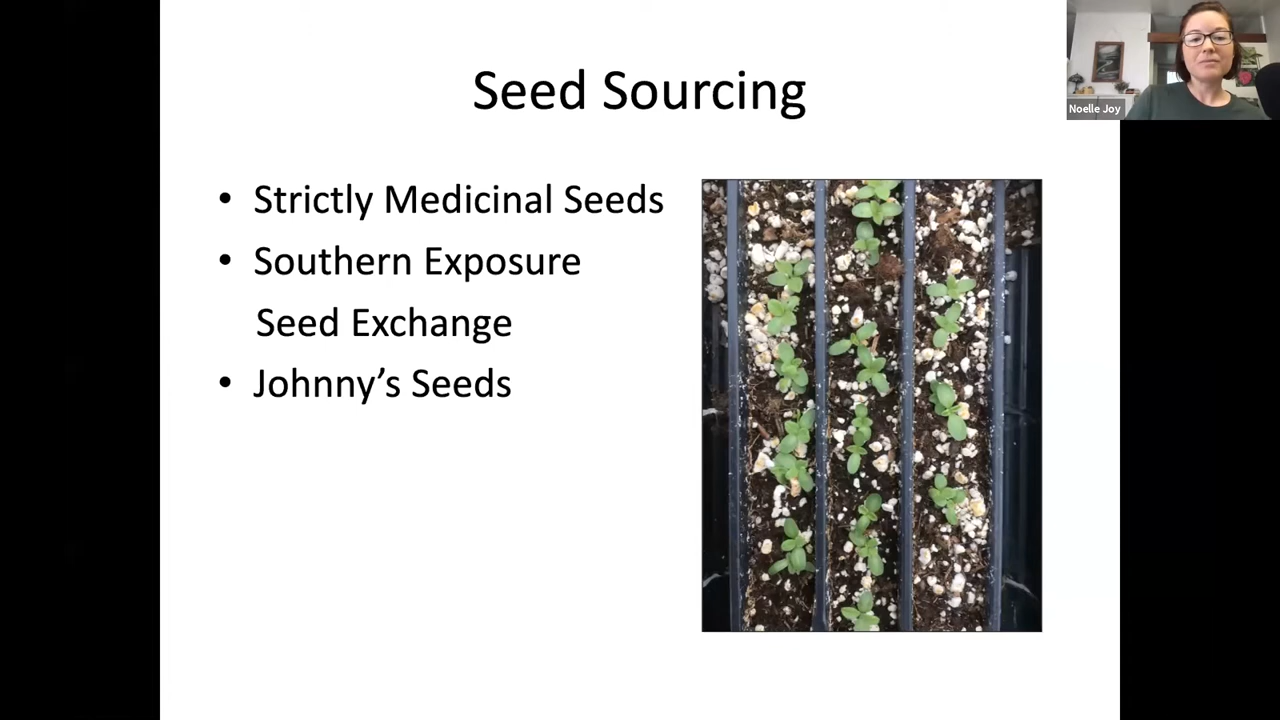 Seed Sourcing
• Strictly Medicinal Seeds
• Southern Exposure
Seed Exchange
• Johnny’s Seeds
Noelle Joy